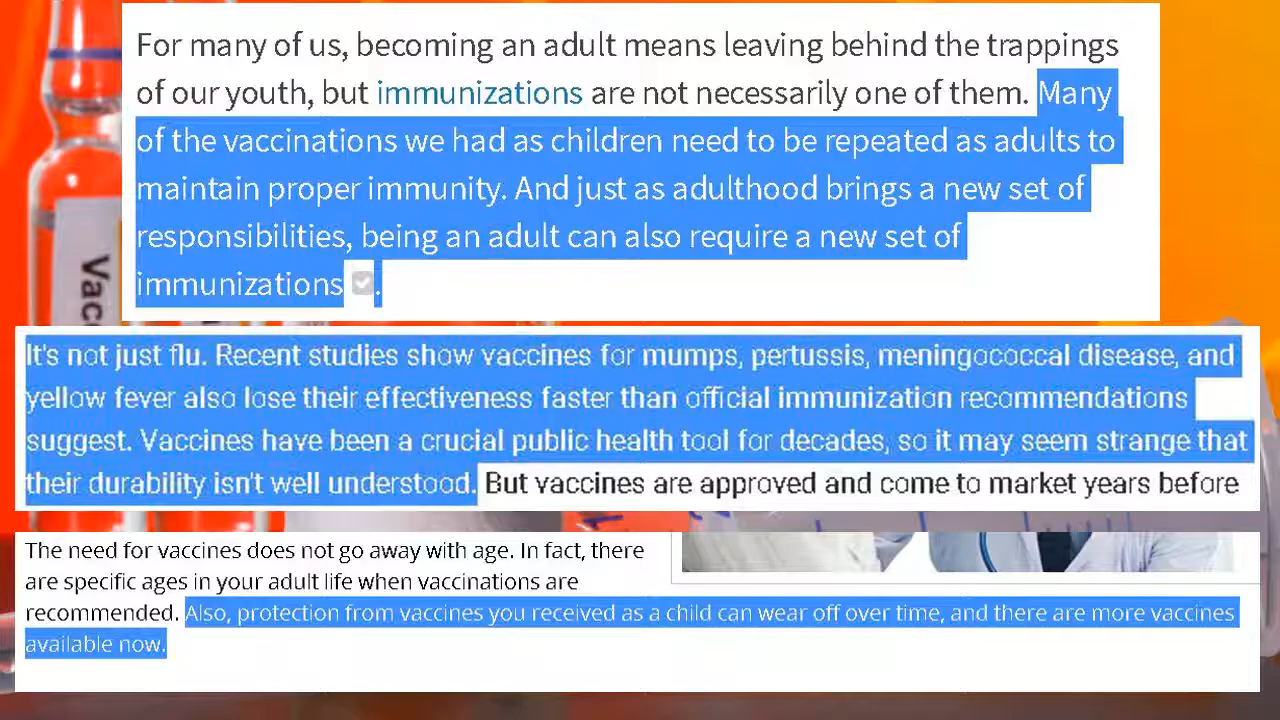 For many of us, becoming an adult means leaving behind the trappings
of our youth, but immunizations are not necessarily one of them. Many
of the vaccinations we had as children need to be repeated as adults to
maintain proper immunity. And just as adulthood brings a new set of
responsibilities, being an adult can also require a new set of
immunizations .
Vacc
It's not just flu. Recent studies show vaccines for mumps, pertussis, meningococcal disease, and
yellow fever also lose their effectiveness faster than official immunization recommendations
suggest. Vaccines have been a crucial public health tool for decades, so it may seem strange that
their durability isn't well understood. But vaccines are approved and come to market years before
The need for vaccines does not go away with age. In fact, there
are specific ages in your adult life when vaccinations are
recommended. Also, protection from vaccines you received as a child can wear off over time, and there are more vaccines
available now.